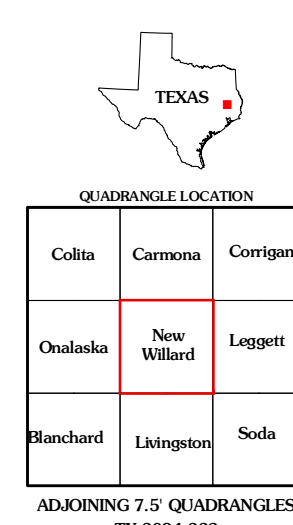 TEXAS
QUADRANGLE LOCATION
Colita Carmona Corrigan
Onalaska New Willard Leggett
Blanchard Livingston Soda
ADJOINING 7.5' QUADRANGLES